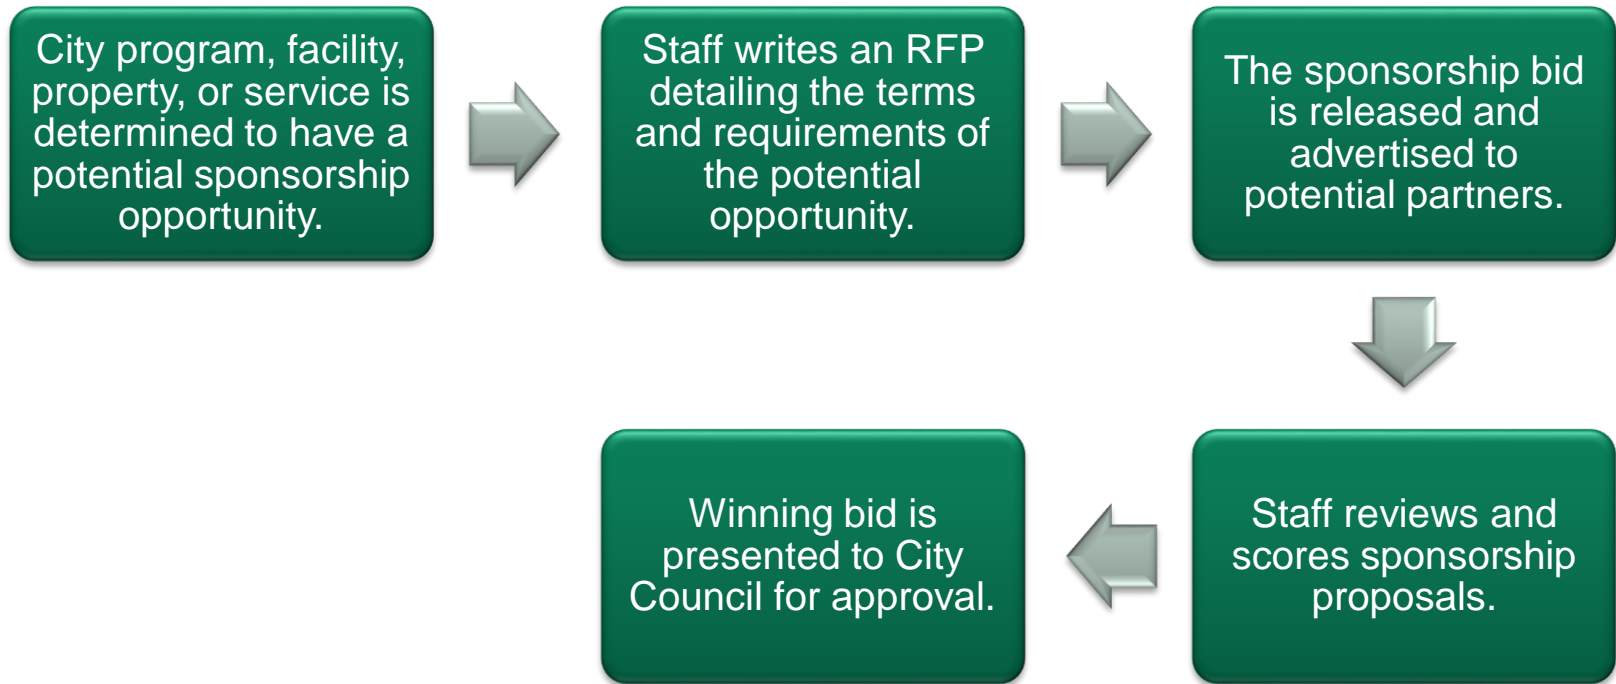 City program, facility,
property, or service is
determined to have a
potential sponsorship
opportunity.
Staff writes an RFP
detailing the terms
and requirements of
the potential
opportunity.
The sponsorship bid
is released and
advertised to
potential partners.
Staff reviews and
scores sponsorship
proposals.
Winning bid is
presented to City
Council for approval.